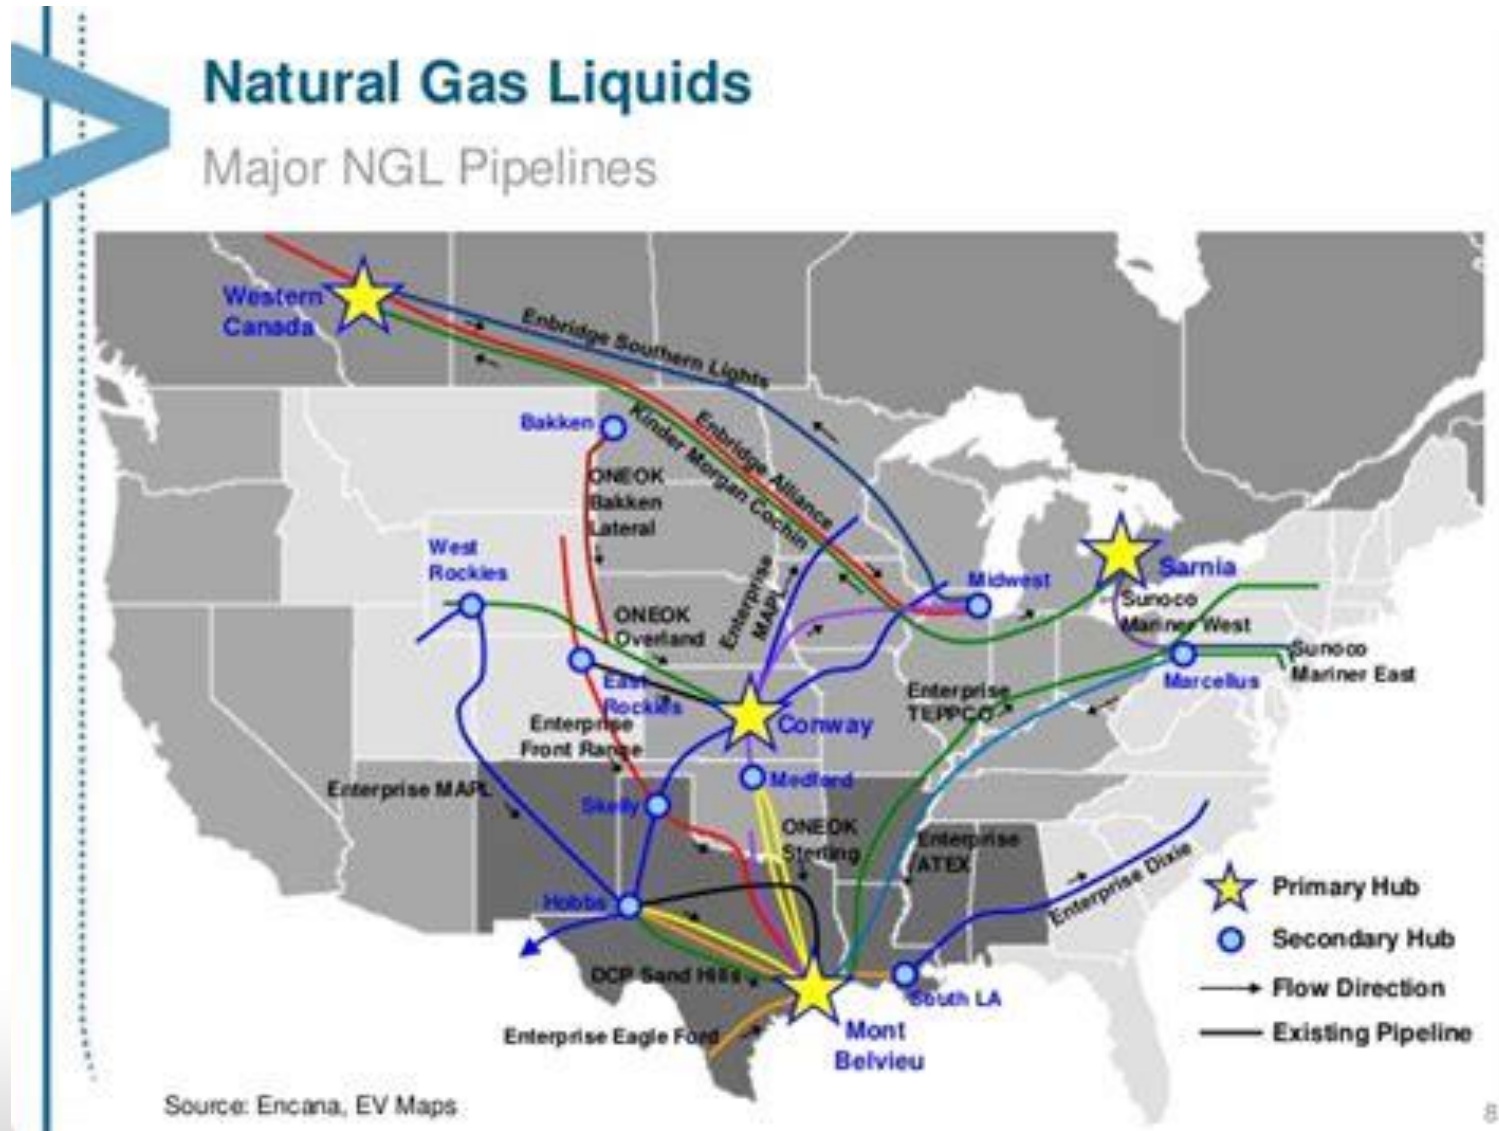 Natural Gas Liquids
Major NGL Pipelines
Western
Canada
Enbridge Southern Lights
Bakken
Kinder Morgan Cochin
Enbridge Alliance
ONEOK
Bakken
Lateral
West
Rockies
Enterprise
MAPL
Midwest
Sarnia
ONEOK
Overland
Sunoco
Mariner West
Sunoco
Mariner East
Marcellus
East
Rockies
Enterprise
TEPPCO
Enterprise
Front Range
Conway
Enterprise MAPL
Medford
Skelly
ONEOK
Sterling
Enterprise
ATEX
Enterprise Dixie
Hobbs
DCP Sand Hills
South LA
Enterprise Eagle Ford
Mont
Belvieu
Primary Hub
Secondary Hub
Flow Direction
Existing Pipeline
Source: Encana, EV Maps
8